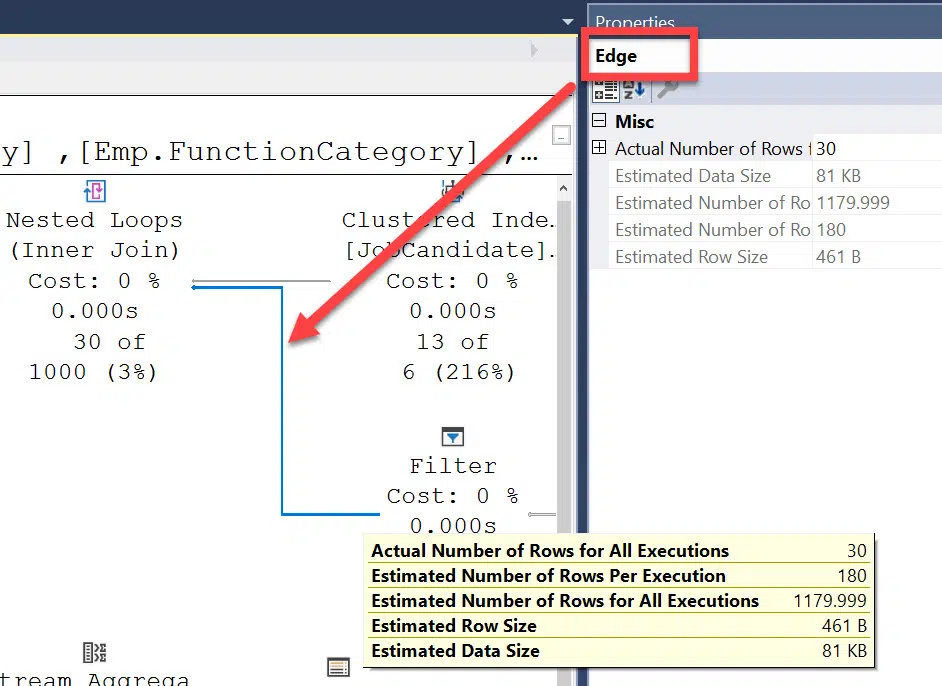 Properties
Edge
Misc
Actual Number of Rows 30
Estimated Data Size 81 KB
Estimated Number of Ro 1179.999
Estimated Number of Ro 180
Estimated Row Size 461 B
y] ,[Emp.FunctionCategory] ,…
Nested Loops
(Inner Join)
Cost: 0 %
0.000s
30 of
1000 (3%)
Clustered Inde…
[JobCandidate]…
Cost: 0 %
0.000s
13 of
6 (216%)
Filter
Cost: 0 %
0.000s
Actual Number of Rows for All Executions 30
Estimated Number of Rows Per Execution 180
Estimated Number of Rows for All Executions 1179.999
Estimated Row Size 461 B
Estimated Data Size 81 KB
tream Aggrega